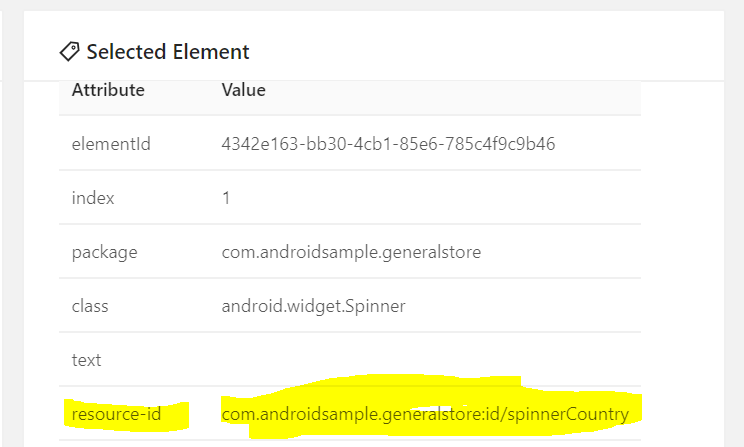 Selected Element
Attribute Value
elementId 4342e163-bb30-4cb1-85e6-785c4f9c9b46
index 1
package com.androidsample.generalstore
class android.widget.Spinner
text
resource-id com.androidsample.generalstore:id/spinnerCountry